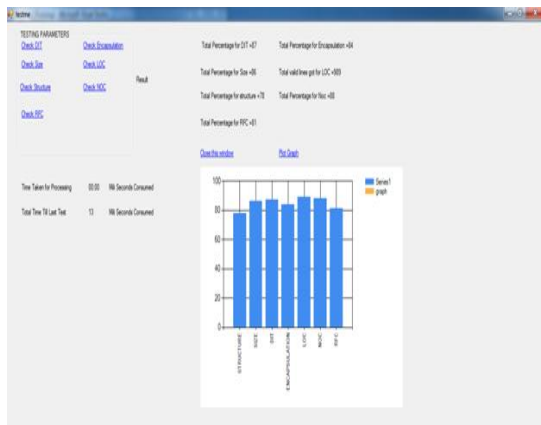 testme
TESTING PARAMETERS
Check DIT
Check Encapsulation
Check Size
Check LOC
Check Structure
Check NOC
Check RFC
Result
Total Percentage for DIT =87
Total Percentage for Encapsulation =84
Total Percentage for Size =86
Total valid lines got for LOC =889
Total Percentage for structure =78
Total Percentage for Noc =88
Total Percentage for RFC =81
Close this window
Plot Graph
Time Taken for Processing 00:00 Mili Seconds Consumed
Total Time Till Last Test 13 Mili Seconds Consumed
100
80
60
40
20
0
STRUCTURE
SIZE
DIT
ENCAPSULATION
LOC
NOC
RFC
Series1
graph